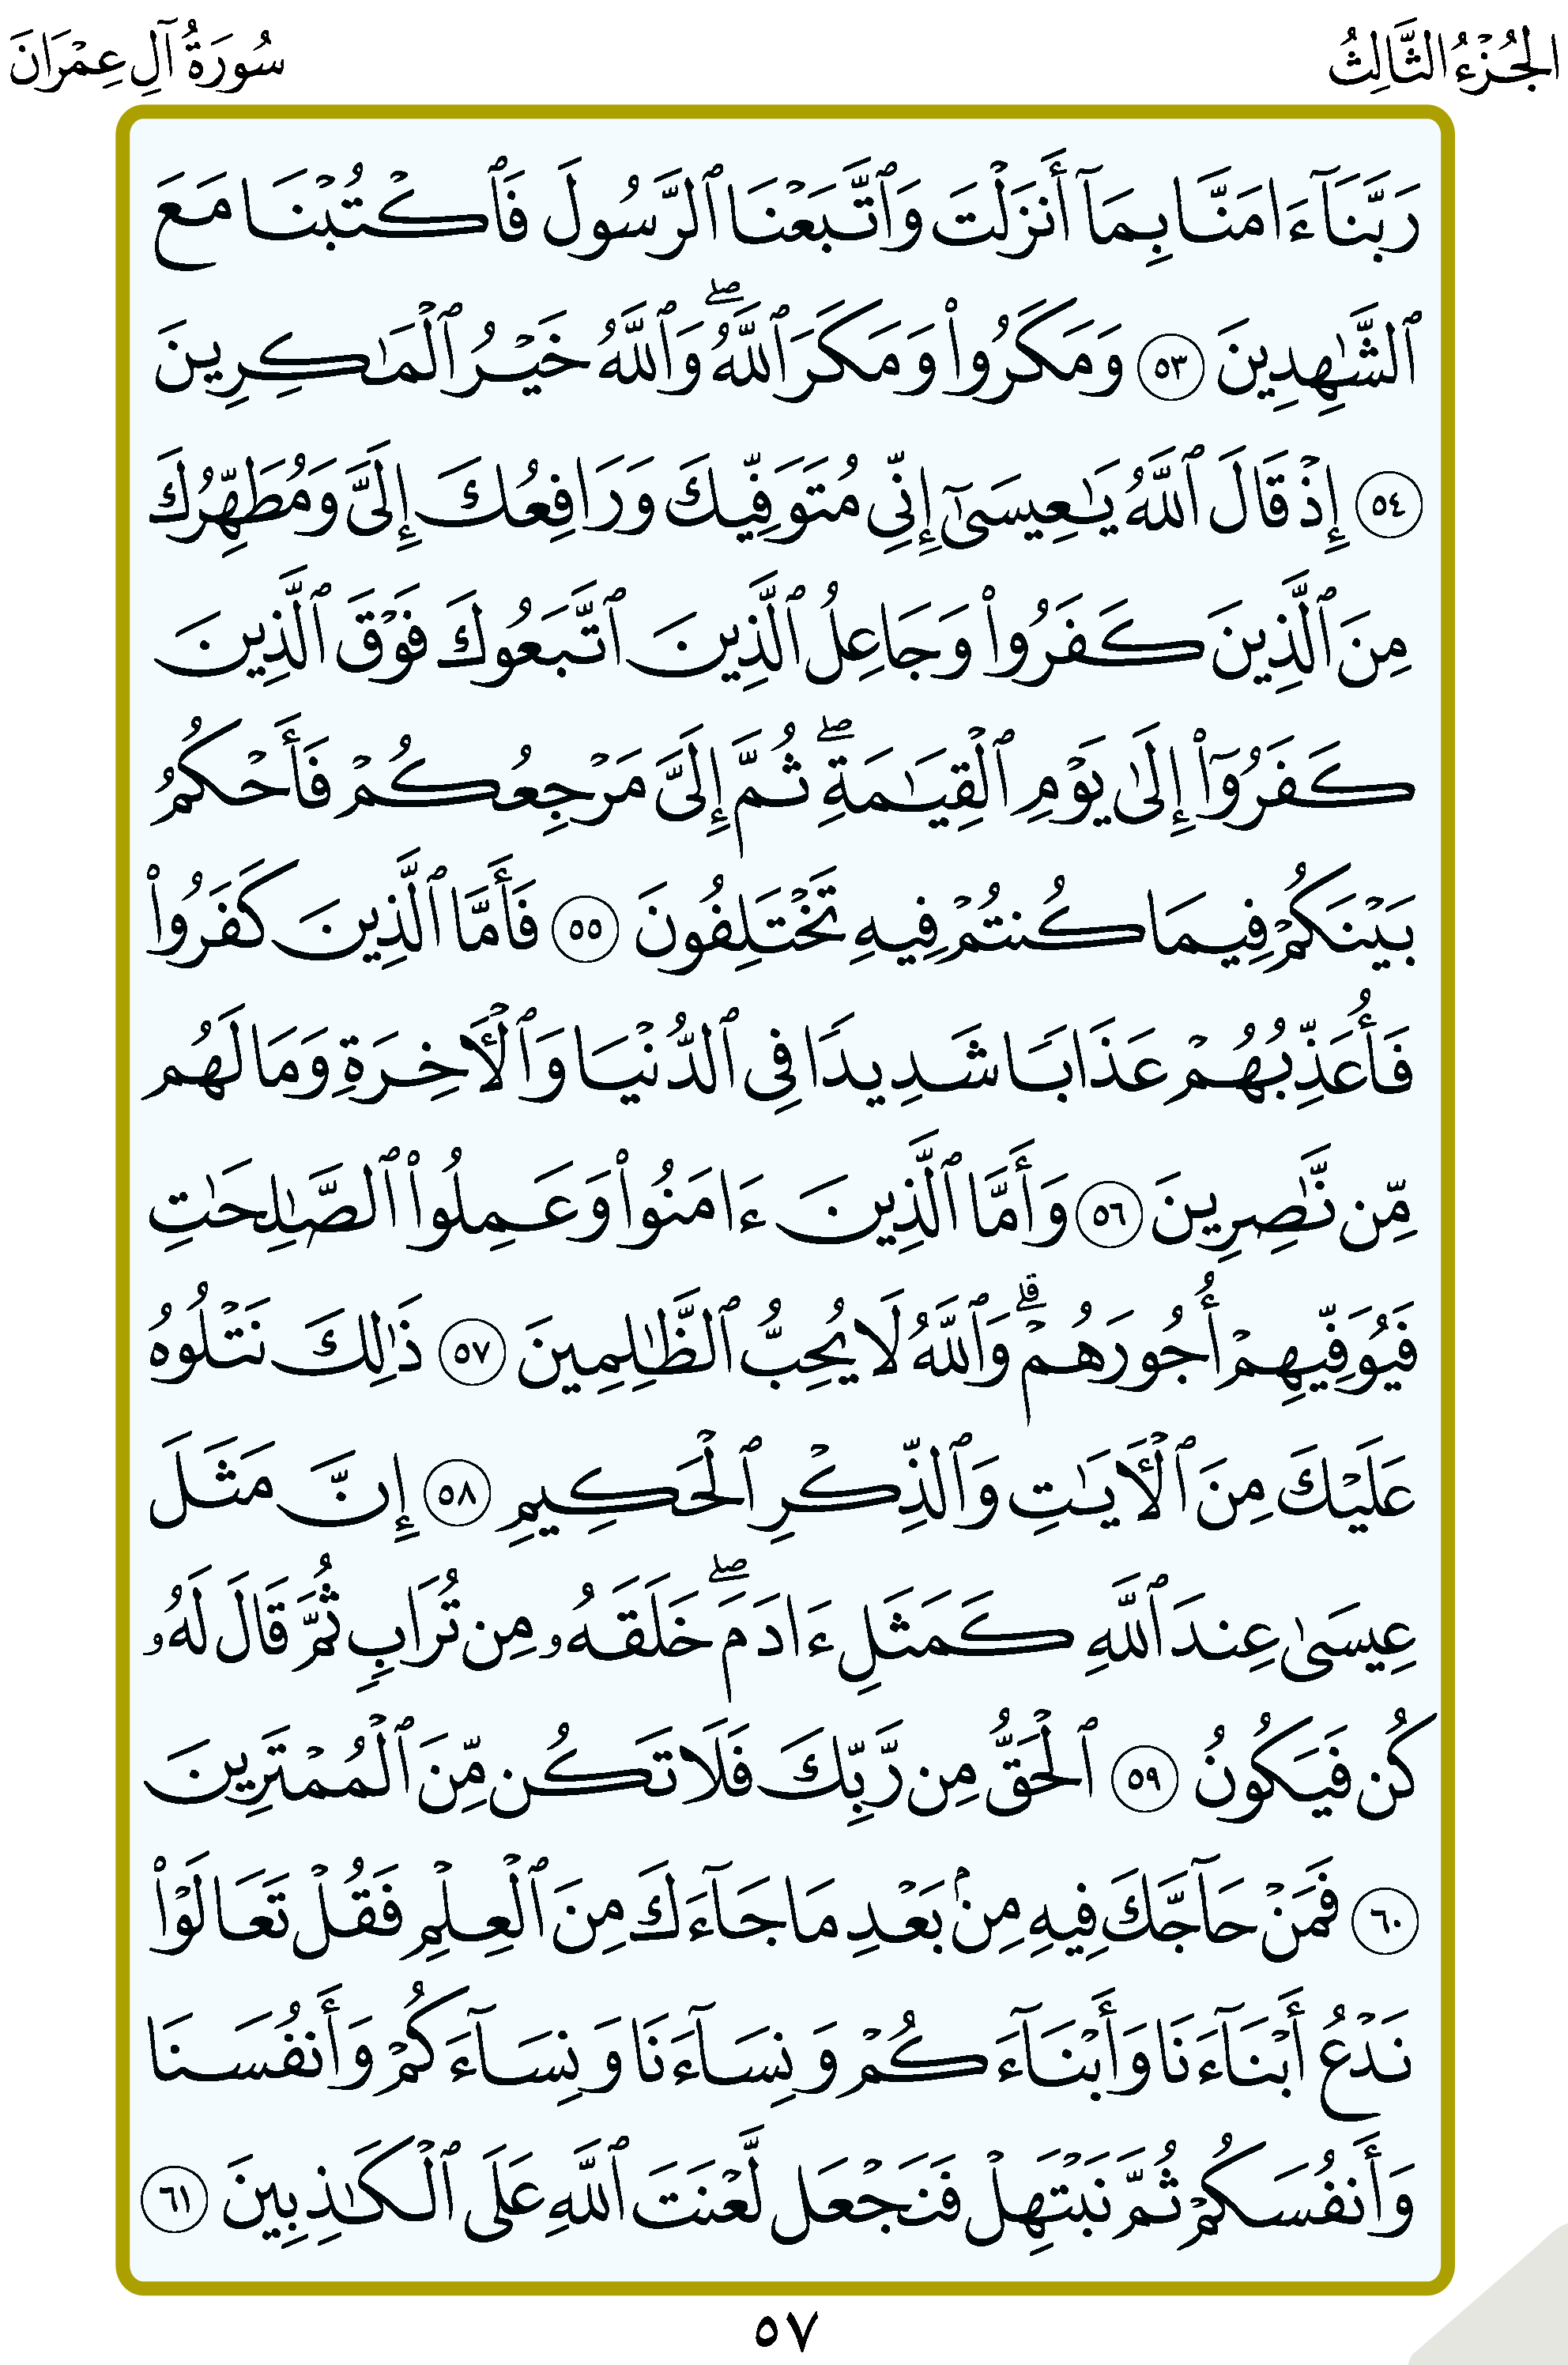 الجُزْءُ الثَّالِثُ
سُورَةُ آلِ عِمْرَانَ
رَبَّنَآ ءَامَنَّا بِمَآ أَنزَلْتَ وَٱتَّبَعْنَا ٱلرَّسُولَ فَٱكْتُبْنَا مَعَ
ٱلشَّٰهِدِينَ ٥٣ وَمَكَرُوا۟ وَمَكَرَ ٱللَّهُۖ وَٱللَّهُ خَيْرُ ٱلْمَٰكِرِينَ
٥٤ إِذْ قَالَ ٱللَّهُ يَٰعِيسَىٰٓ إِنِّى مُتَوَفِّيكَ وَرَافِعُكَ إِلَىَّ وَمُطَهِّرُكَ
مِنَ ٱلَّذِينَ كَفَرُوا۟ وَجَاعِلُ ٱلَّذِينَ ٱتَّبَعُوكَ فَوْقَ ٱلَّذِينَ
كَفَرُوٓا۟ إِلَىٰ يَوْمِ ٱلْقِيَٰمَةِۖ ثُمَّ إِلَىَّ مَرْجِعُكُمْ فَأَحْكُمُ
بَيْنَكُمْ فِيمَا كُنتُمْ فِيهِ تَخْتَلِفُونَ ٥٥ فَأَمَّا ٱلَّذِينَ كَفَرُوا۟
فَأُعَذِّبُهُمْ عَذَابًا شَدِيدًا فِى ٱلدُّنْيَا وَٱلْءَاخِرَةِ وَمَا لَهُم
مِّن نَّٰصِرِينَ ٥٦ وَأَمَّا ٱلَّذِينَ ءَامَنُوا۟ وَعَمِلُوا۟ ٱلصَّٰلِحَٰتِ
فَيُوَفِّيهِمْ أُجُورَهُمْۗ وَٱللَّهُ لَا يُحِبُّ ٱلظَّٰلِمِينَ ٥٧ ذَٰلِكَ نَتْلُوهُ
عَلَيْكَ مِنَ ٱلْءَايَٰتِ وَٱلذِّكْرِ ٱلْحَكِيمِ ٥٨ إِنَّ مَثَلَ
عِيسَىٰ عِندَ ٱللَّهِ كَمَثَلِ ءَادَمَۖ خَلَقَهُۥ مِن تُرَابٍ ثُمَّ قَالَ لَهُۥ
كُن فَيَكُونُ ٥٩ ٱلْحَقُّ مِن رَّبِّكَ فَلَا تَكُن مِّنَ ٱلْمُمْتَرِينَ
٦٠ فَمَنْ حَآجَّكَ فِيهِ مِنۢ بَعْدِ مَا جَآءَكَ مِنَ ٱلْعِلْمِ فَقُلْ تَعَالَوْا۟
نَدْعُ أَبْنَآءَنَا وَأَبْنَآءَكُمْ وَنِسَآءَنَا وَنِسَآءَكُمْ وَأَنفُسَنَا
وَأَنفُسَكُمْ ثُمَّ نَبْتَهِلْ فَنَجْعَل لَّعْنَتَ ٱللَّهِ عَلَى ٱلْكَٰذِبِينَ ٦١
٥٧